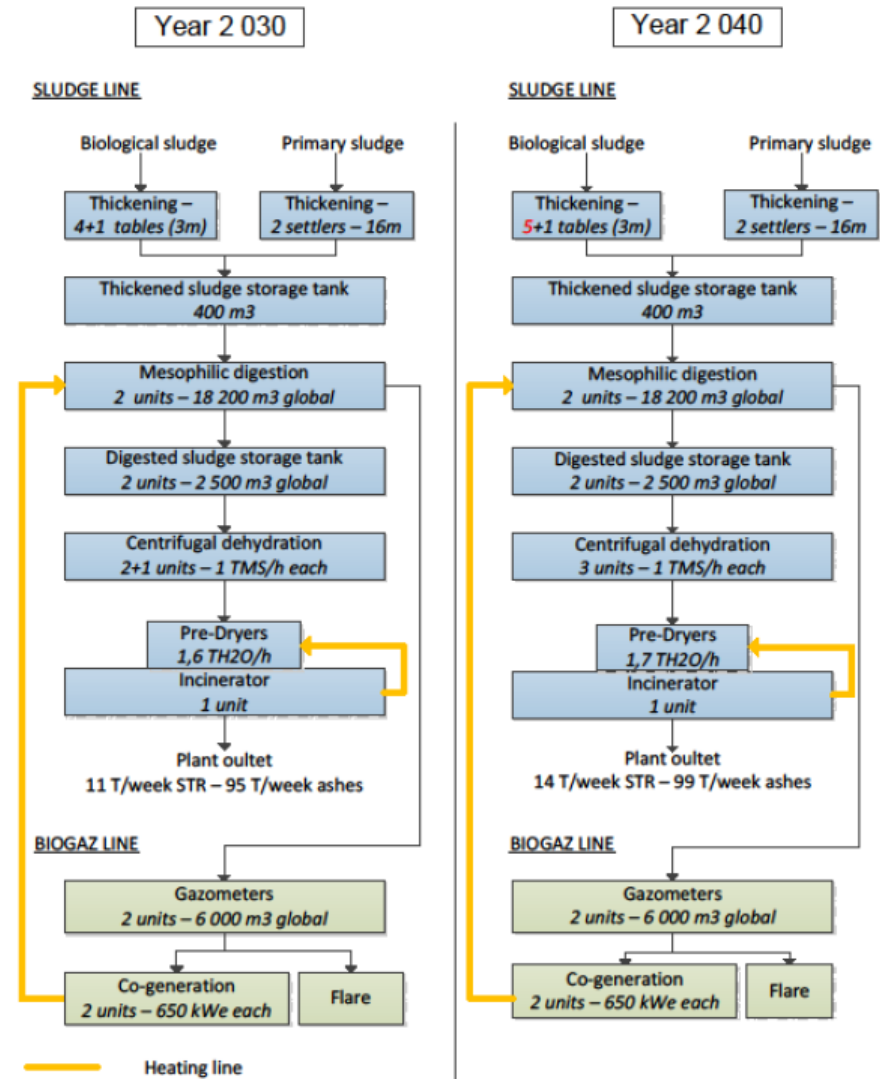 Year 2 030
SLUDGE LINE
Biological sludge
Primary sludge
Thickening –
4+1 tables (3m)
Thickening –
2 settlers – 16m
Thickened sludge storage tank
400 m3
Mesophilic digestion
2 units – 18 200 m3 global
Digested sludge storage tank
2 units – 2 500 m3 global
Centrifugal dehydration
2+1 units – 1 TMS/h each
Pre-Dryers
1,6 TH2O/h
Incinerator
1 unit
Plant oultet
11 T/week STR – 95 T/week ashes
BIOGAZ LINE
Gazometers
2 units – 6 000 m3 global
Co-generation
2 units – 650 kWe each
Flare
Heating line
Year 2 040
SLUDGE LINE
Biological sludge
Primary sludge
Thickening –
5+1 tables (3m)
Thickening –
2 settlers – 16m
Thickened sludge storage tank
400 m3
Mesophilic digestion
2 units – 18 200 m3 global
Digested sludge storage tank
2 units – 2 500 m3 global
Centrifugal dehydration
3 units – 1 TMS/h each
Pre-Dryers
1,7 TH2O/h
Incinerator
1 unit
Plant oultet
14 T/week STR – 99 T/week ashes
BIOGAZ LINE
Gazometers
2 units – 6 000 m3 global
Co-generation
2 units – 650 kWe each
Flare